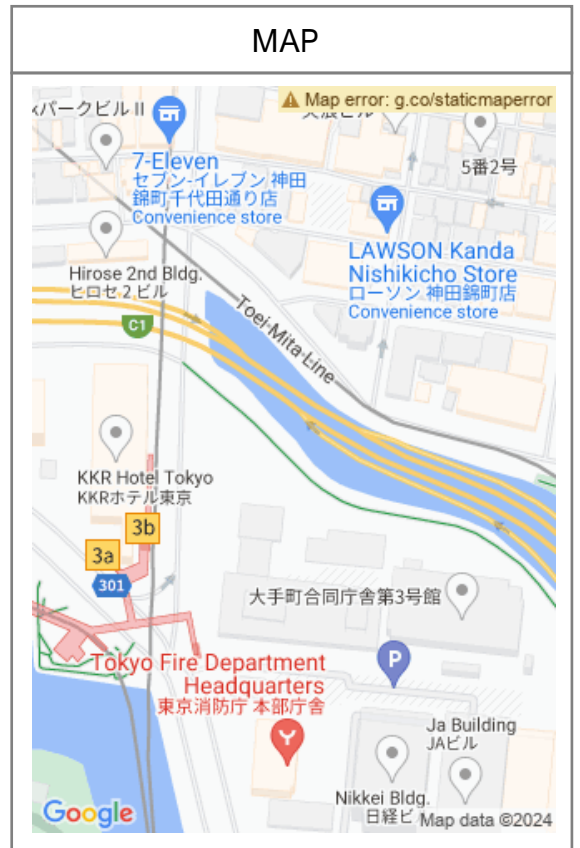 MAP
Map error: g.co/staticmaperror
パークビル II
5番2号
7-Eleven
セブン-イレブン 神田
錦町千代田通り店
Convenience store
LAWSON Kanda
Nishikicho Store
ローソン 神田錦町店
Convenience store
Hirose 2nd Bldg.
ヒロセ2 ビル
C1
Toei-Mita-Line
KKR Hotel Tokyo
KKRホテル東京
3b
3a
301
大手町合同庁舎第3号館
P
Tokyo Fire Department
Headquarters
東京消防庁 本部庁舎
Ja Building
JAビル
Nikkei Bldg.
日経ビ
Google
Map data ©2024